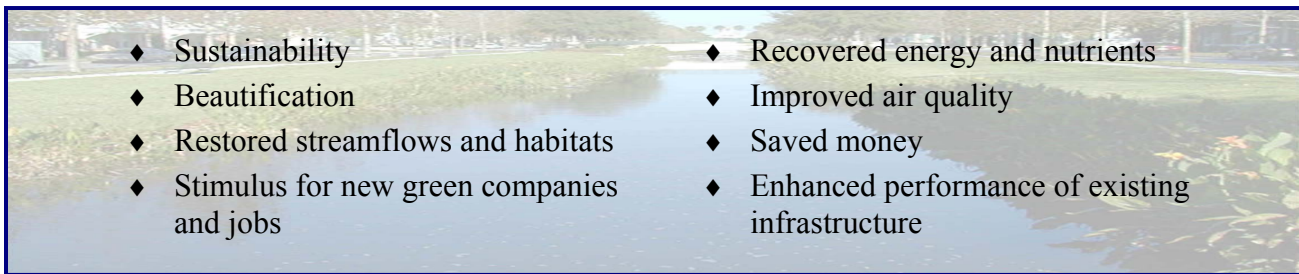 ♦ Sustainability
♦ Beautification
♦ Restored streamflows and habitats
♦ Stimulus for new green companies
and jobs
♦ Recovered energy and nutrients
♦ Improved air quality
♦ Saved money
♦ Enhanced performance of existing
infrastructure